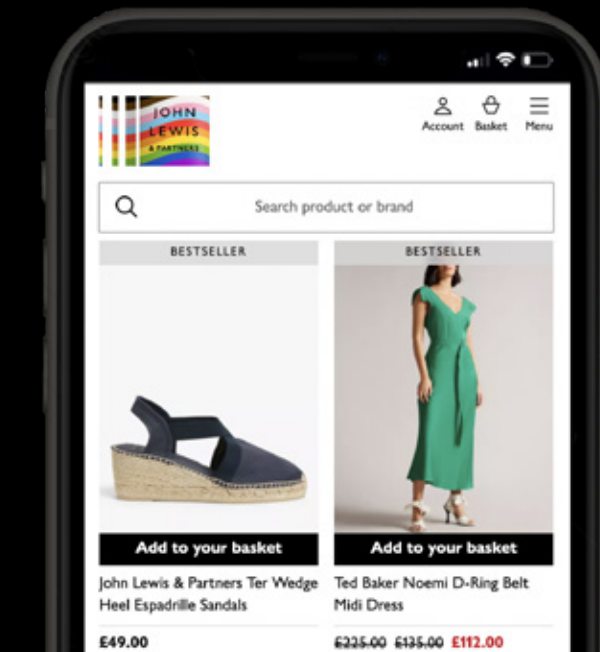 JOHN
LEWIS
& PARTNERS
Account Basket Menu
Search product or brand
BESTSELLER
BESTSELLER
Add to your basket
Add to your basket
John Lewis & Partners Ter Wedge
Heel Espadrille Sandals
Ted Baker Noemi D-Ring Belt
Midi Dress
£49.00
£225.00 £135.00 £112.00